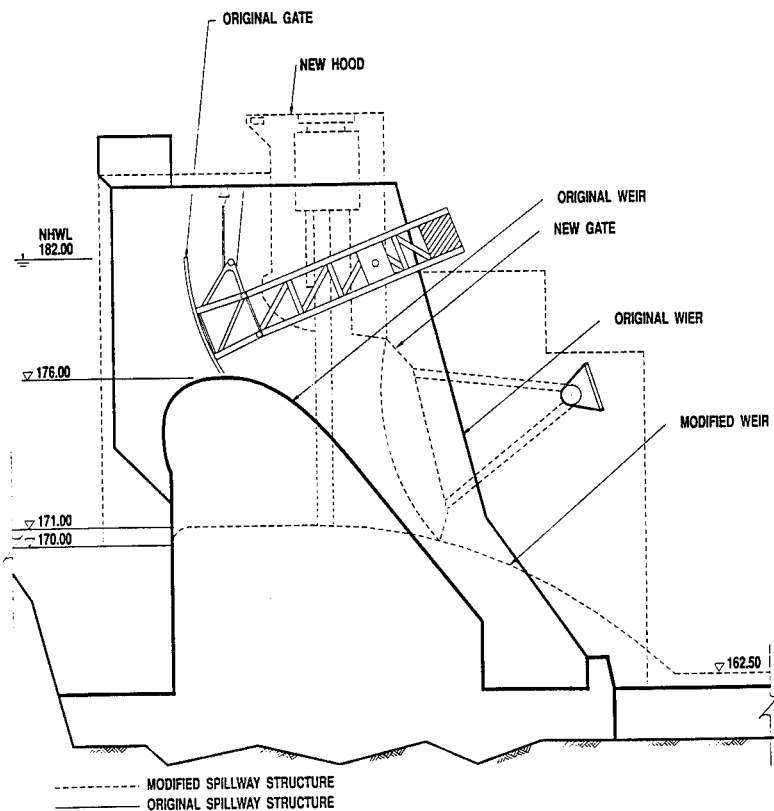 ORIGINAL GATE
NEW HOOD
ORIGINAL WEIR
NEW GATE
NHWL
182.00
ORIGINAL WIER
176.00
MODIFIED WEIR
171.00
170.00
162.50
MODIFIED SPILLWAY STRUCTURE
ORIGINAL SPILLWAY STRUCTURE